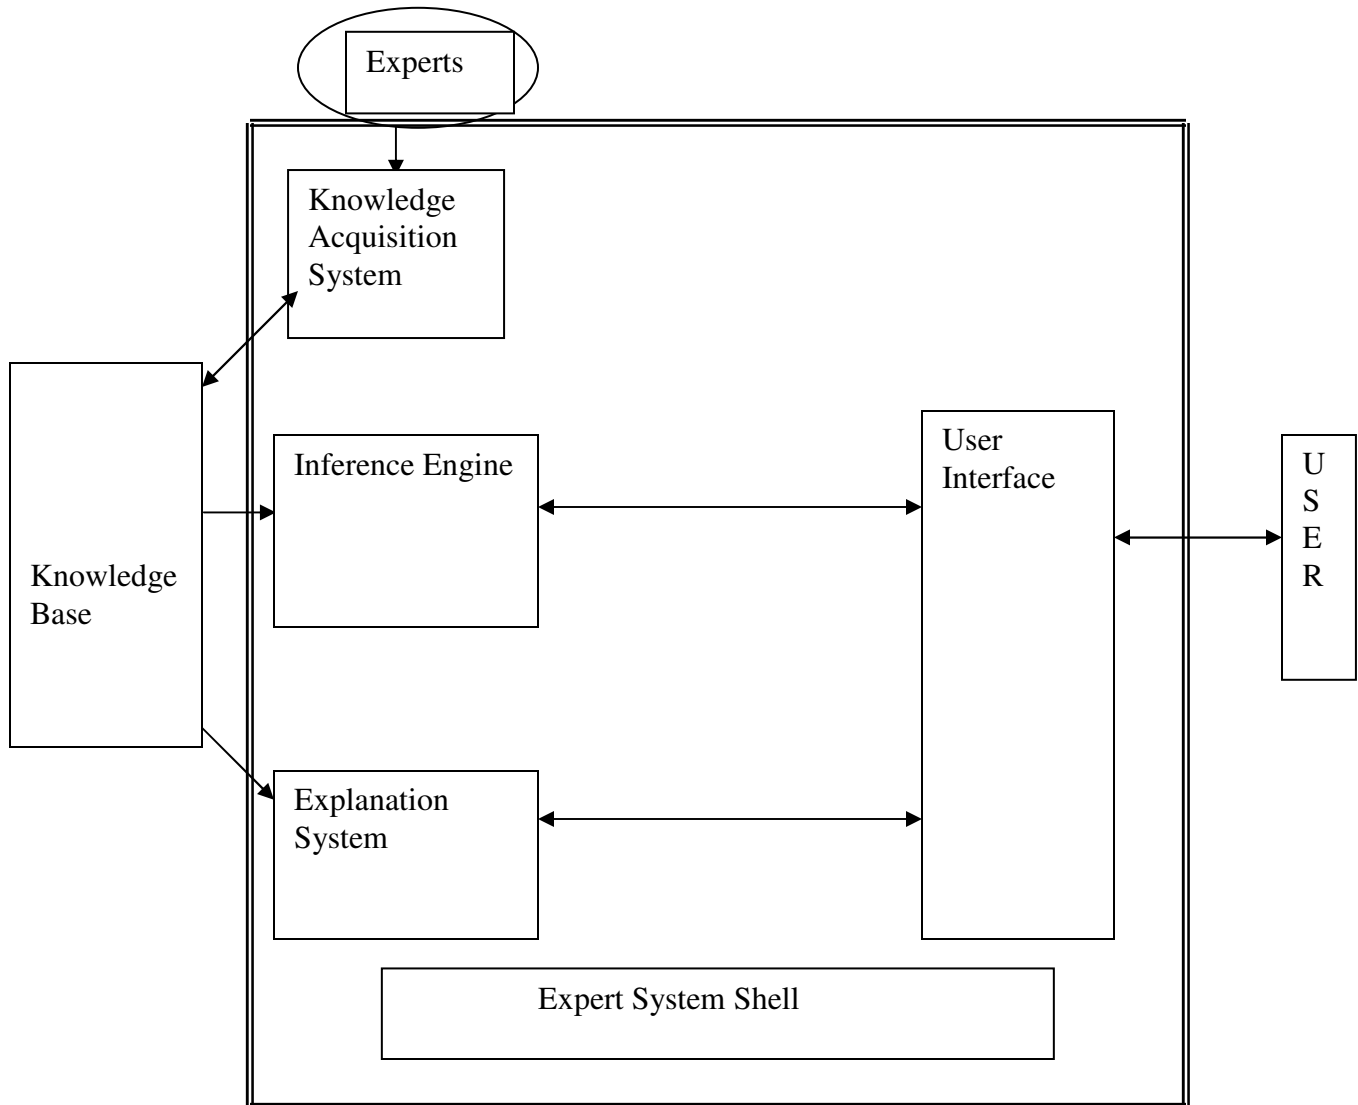 Experts
Knowledge
Acquisition
System
Inference Engine
User
Interface
U
S
E
R
Knowledge
Base
Explanation
System
Expert System Shell